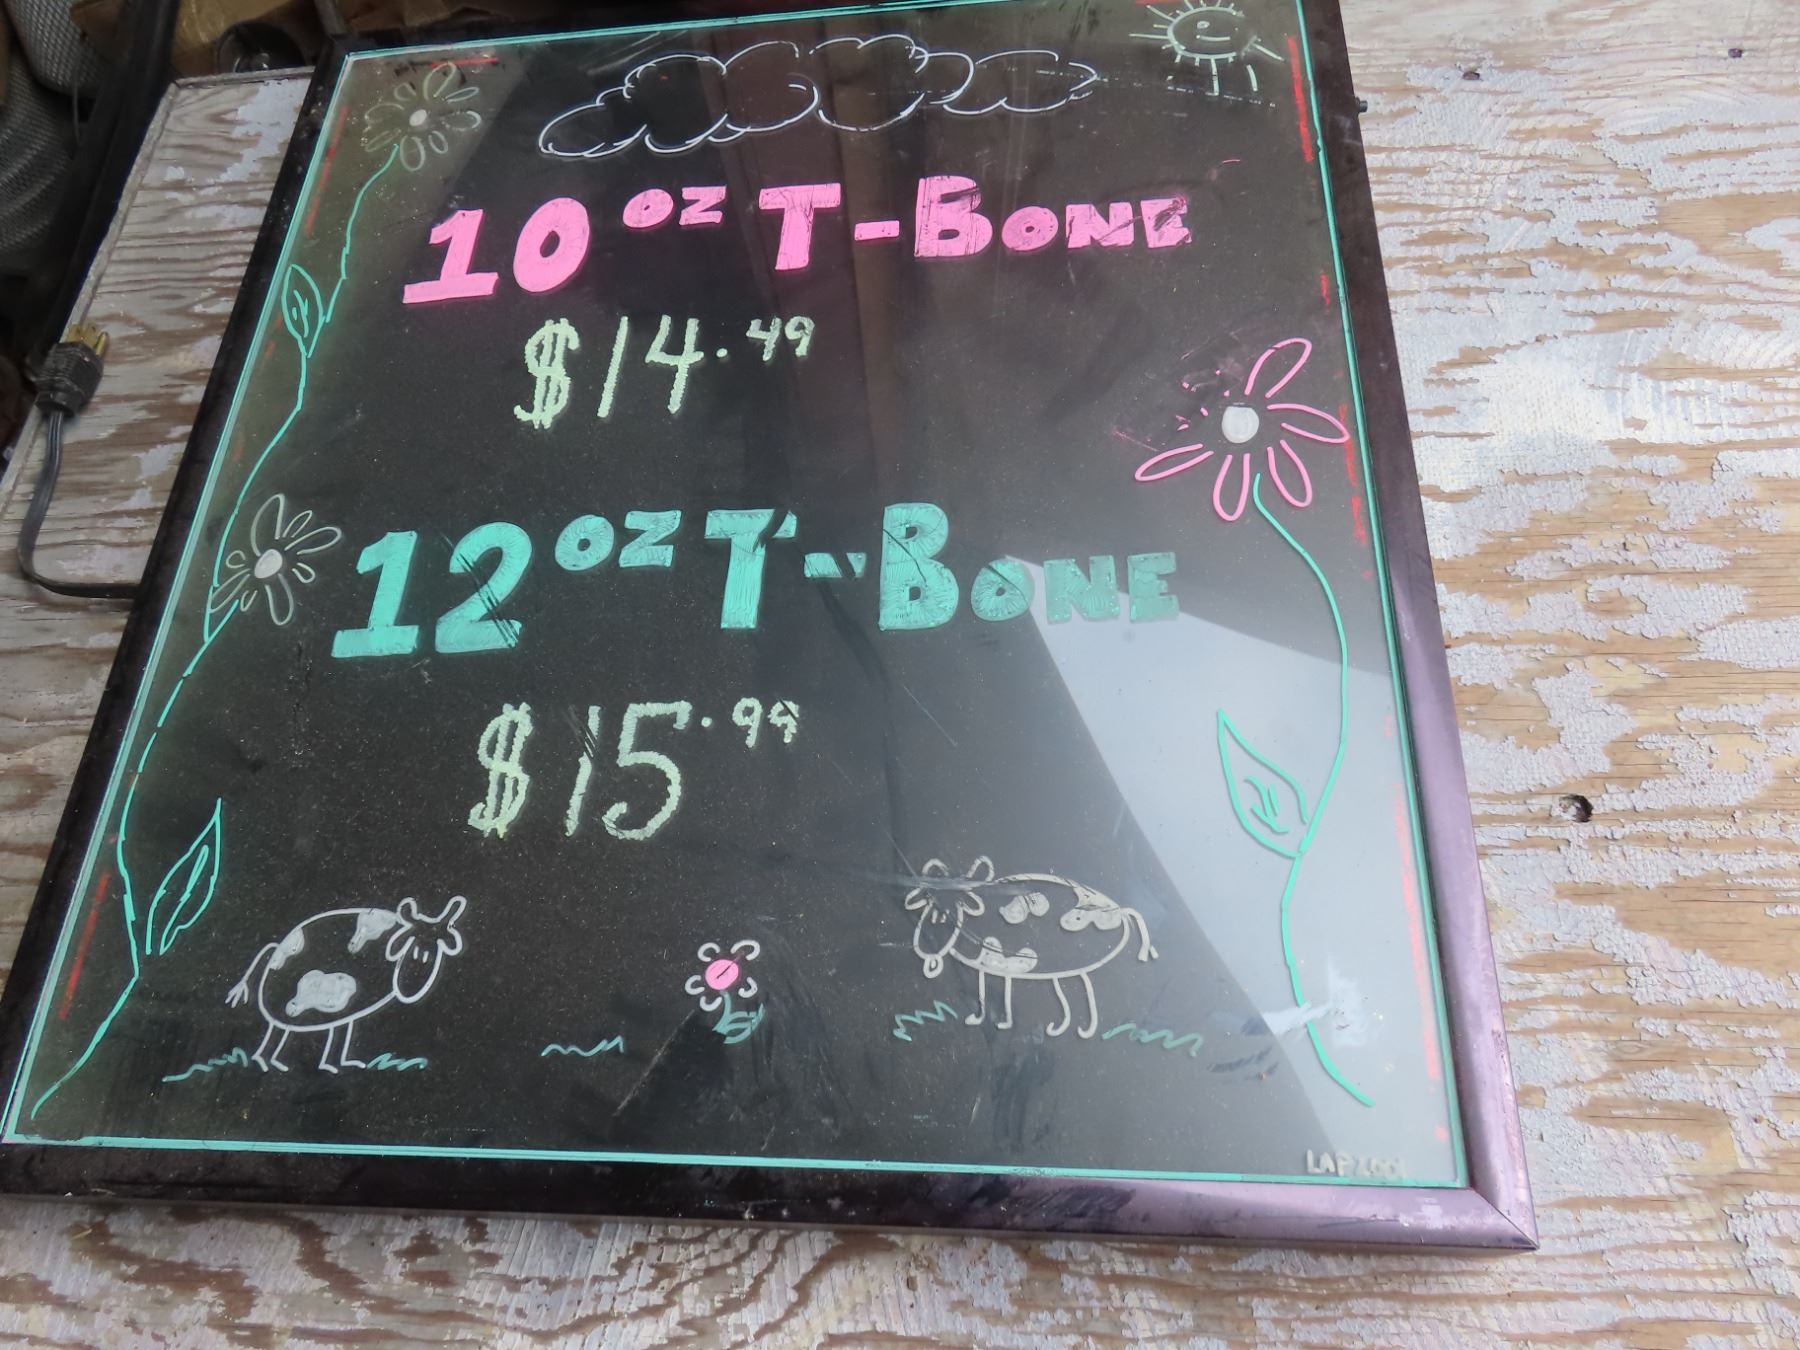 10 oz T-BONE
$14.49
12 oz T-BONE
$15.99